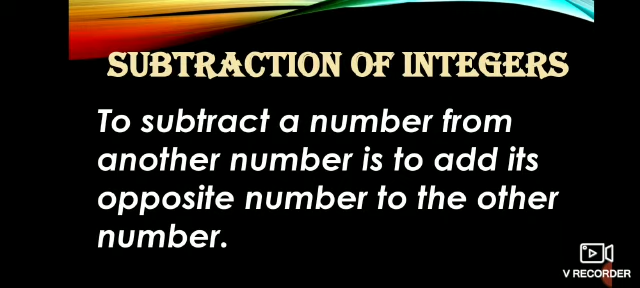 SUBTRACTION OF INTEGERS
To subtract a number from
another number is to add its
opposite number to the other
number.
V RECORDER